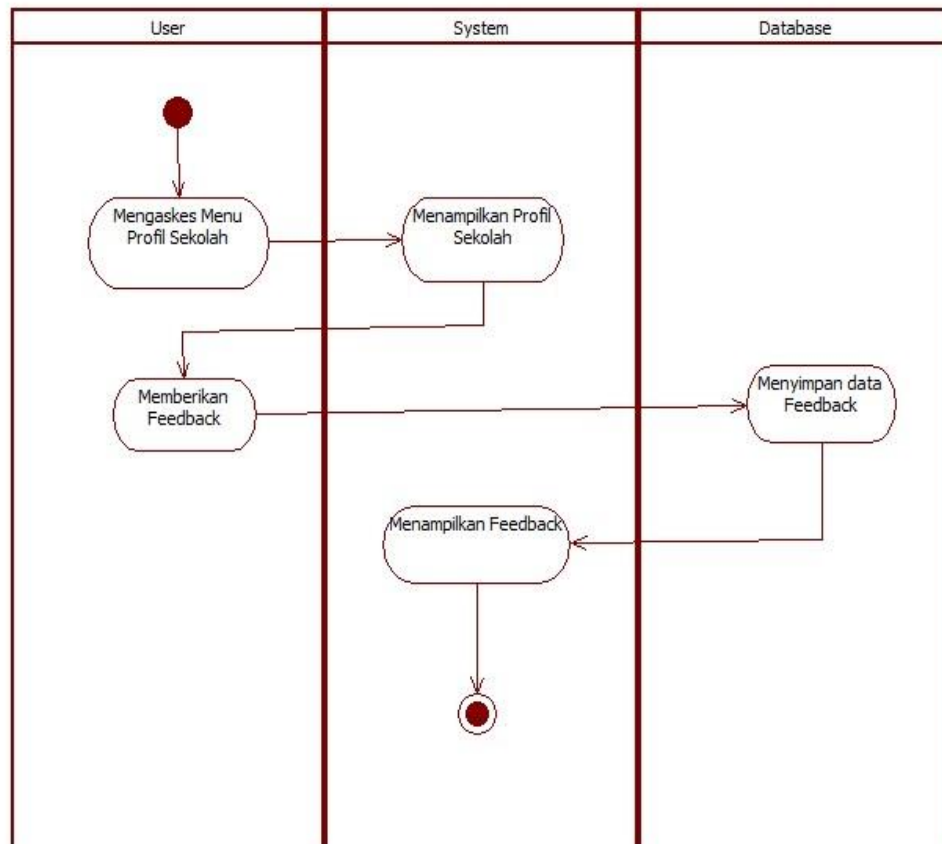 User
System
Database
Mengaskes Menu
Profil Sekolah
Menampilkan Profil
Sekolah
Memberikan
Feedback
Menyimpan data
Feedback
Menampilkan Feedback